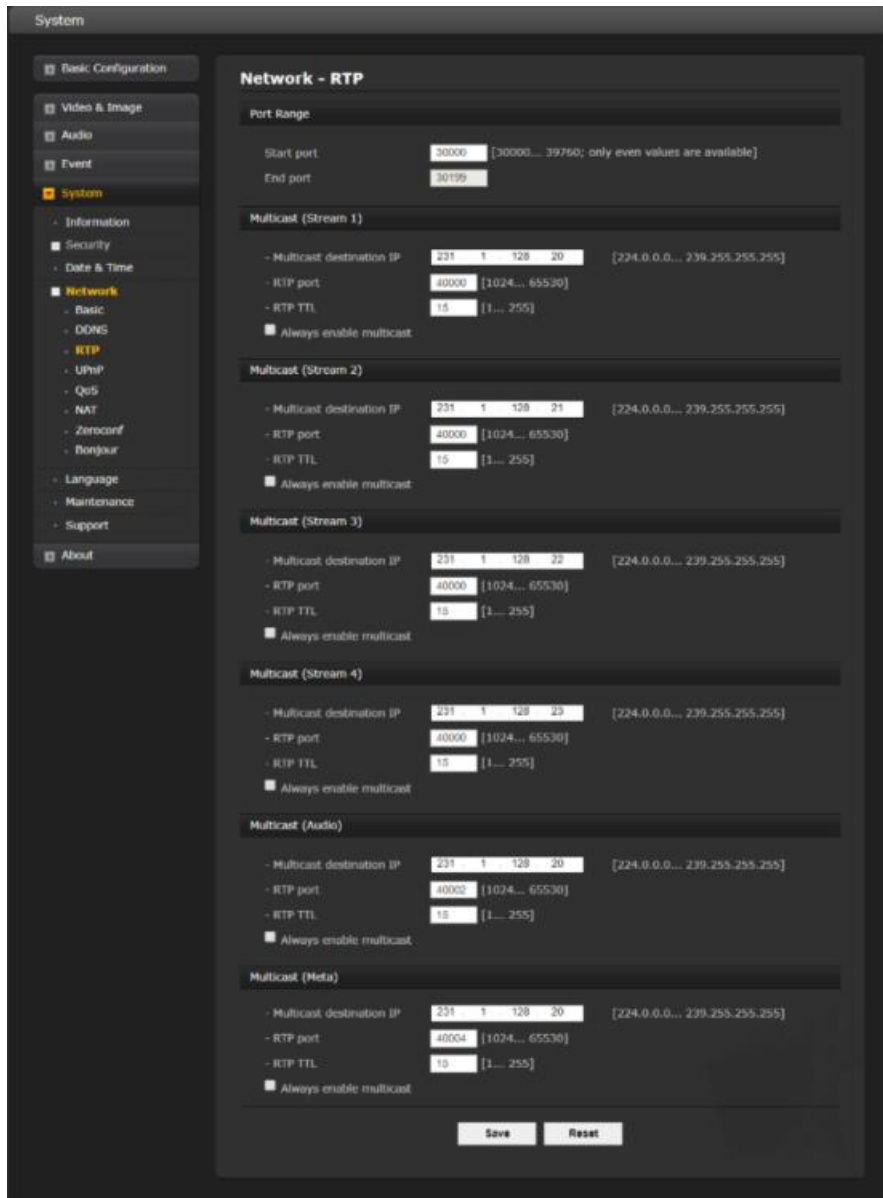 System
Basic Configuration
Video & Image
Audio
Event
System
Information
Security
Date & Time
Network
Basic
DDNS
RTP
UPnP
QoS
NAT
Zeroconf
Bonjour
Language
Maintenance
Support
About
Network - RTP
Port Range
Start port 30000 [30000... 39760; only even values are available]
End port 30199
Multicast (Stream 1)
- Multicast destination IP 231 . 1 . 128 . 20 [224.0.0.0... 239.255.255.255]
- RTP port 40000 [1024... 65530]
- RTP TTL 15 [1... 255]
Always enable multicast
Multicast (Stream 2)
- Multicast destination IP 231 . 1 . 128 . 21 [224.0.0.0... 239.255.255.255]
- RTP port 40000 [1024... 65530]
- RTP TTL 15 [1... 255]
Always enable multicast
Multicast (Stream 3)
- Multicast destination IP 231 . 1 . 128 . 22 [224.0.0.0... 239.255.255.255]
- RTP port 40000 [1024... 65530]
- RTP TTL 15 [1... 255]
Always enable multicast
Multicast (Stream 4)
- Multicast destination IP 231 . 1 . 128 . 23 [224.0.0.0... 239.255.255.255]
- RTP port 40000 [1024... 65530]
- RTP TTL 15 [1... 255]
Always enable multicast
Multicast (Audio)
- Multicast destination IP 231 . 1 . 128 . 20 [224.0.0.0... 239.255.255.255]
- RTP port 40002 [1024... 65530]
- RTP TTL 15 [1... 255]
Always enable multicast
Multicast (Meta)
- Multicast destination IP 231 . 1 . 128 . 20 [224.0.0.0... 239.255.255.255]
- RTP port 40004 [1024... 65530]
- RTP TTL 15 [1... 255]
Always enable multicast
Save Reset